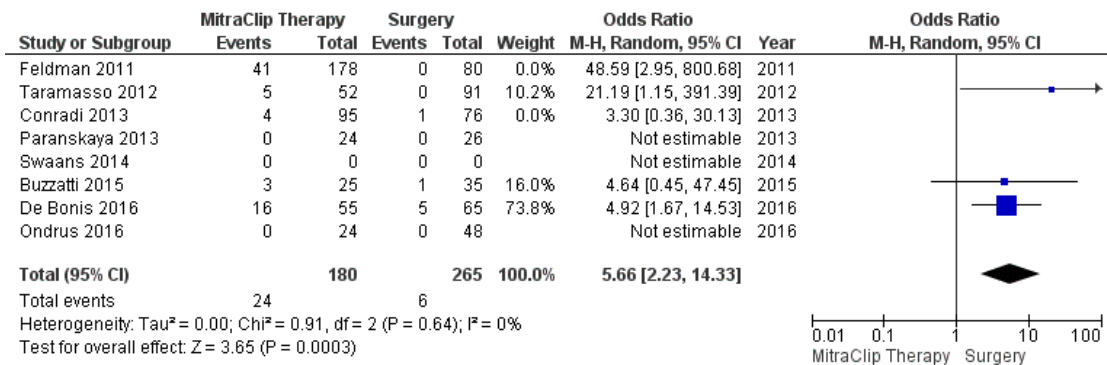 MitraClip Therapy Surgery Odds Ratio Odds Ratio
Study or Subgroup Events Total Events Total Weight M-H, Random, 95% CI Year M-H, Random, 95% CI
Feldman 2011 41 178 0 80 0.0% 48.59 [2.95, 800.68] 2011
Taramasso 2012 5 52 0 91 10.2% 21.19 [1.15, 391.39] 2012
Conradi 2013 4 95 1 76 0.0% 3.30 [0.36, 30.13] 2013
Paranskaya 2013 0 24 0 26 Not estimable 2013
Swaans 2014 0 0 0 0 Not estimable 2014
Buzzatti 2015 3 25 1 35 16.0% 4.64 [0.45, 47.45] 2015
De Bonis 2016 16 55 5 65 73.8% 4.92 [1.67, 14.53] 2016
Ondrus 2016 0 24 0 48 Not estimable 2016
Total (95% CI) 180 265 100.0% 5.66 [2.23, 14.33]
Total events 24 6
Heterogeneity: Tau² = 0.00; Chi² = 0.91, df = 2 (P = 0.64); I² = 0%
Test for overall effect: Z = 3.65 (P = 0.0003)
0.01 0.1 1 10 100
MitraClip Therapy Surgery